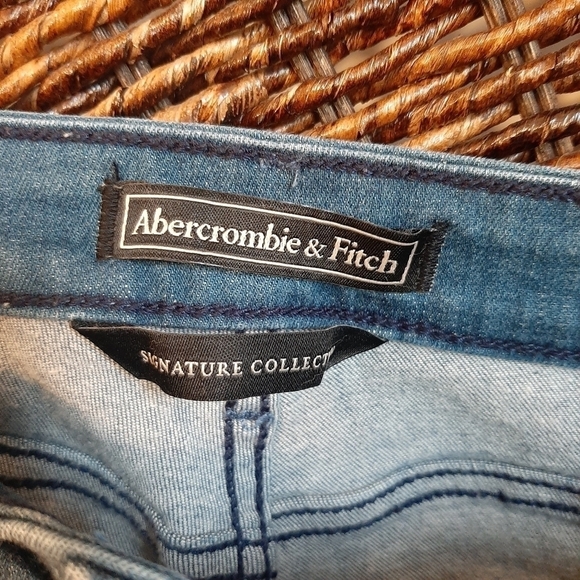 Abercrombie & Fitch
SIGNATURE COLLECT